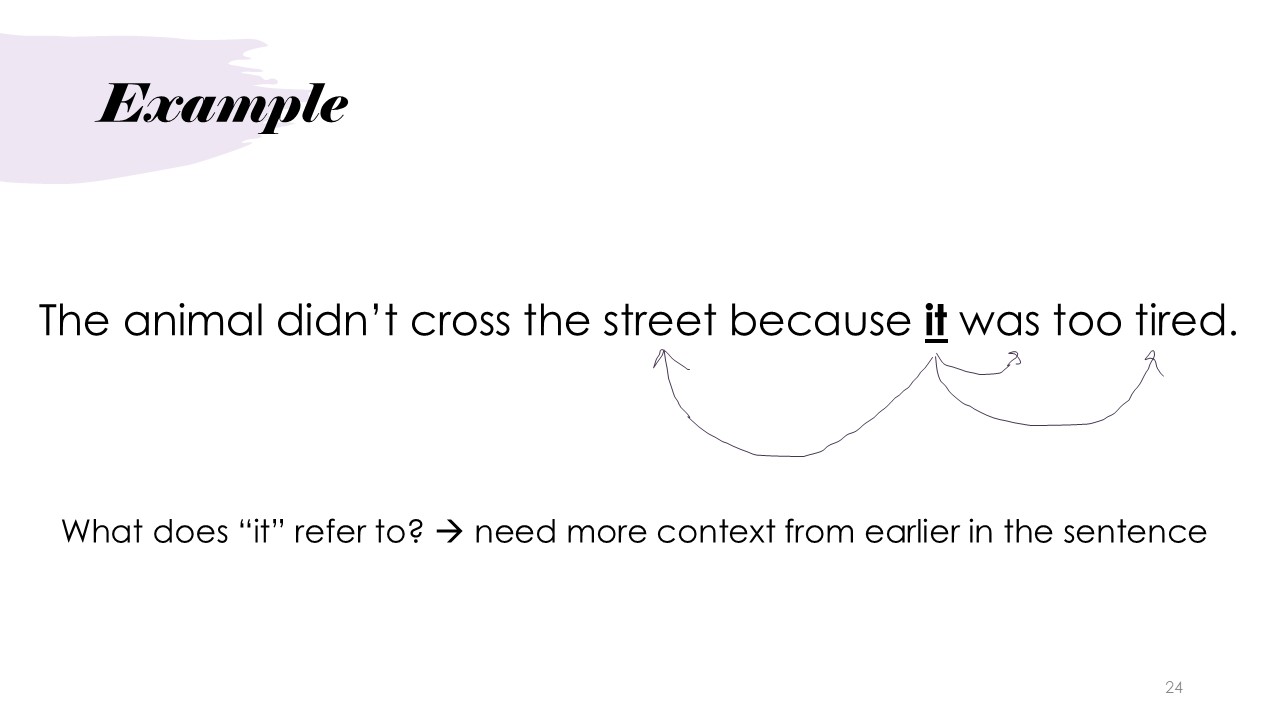 Example
The animal didn’t cross the street because it was too tired.
What does “it” refer to? → need more context from earlier in the sentence
24